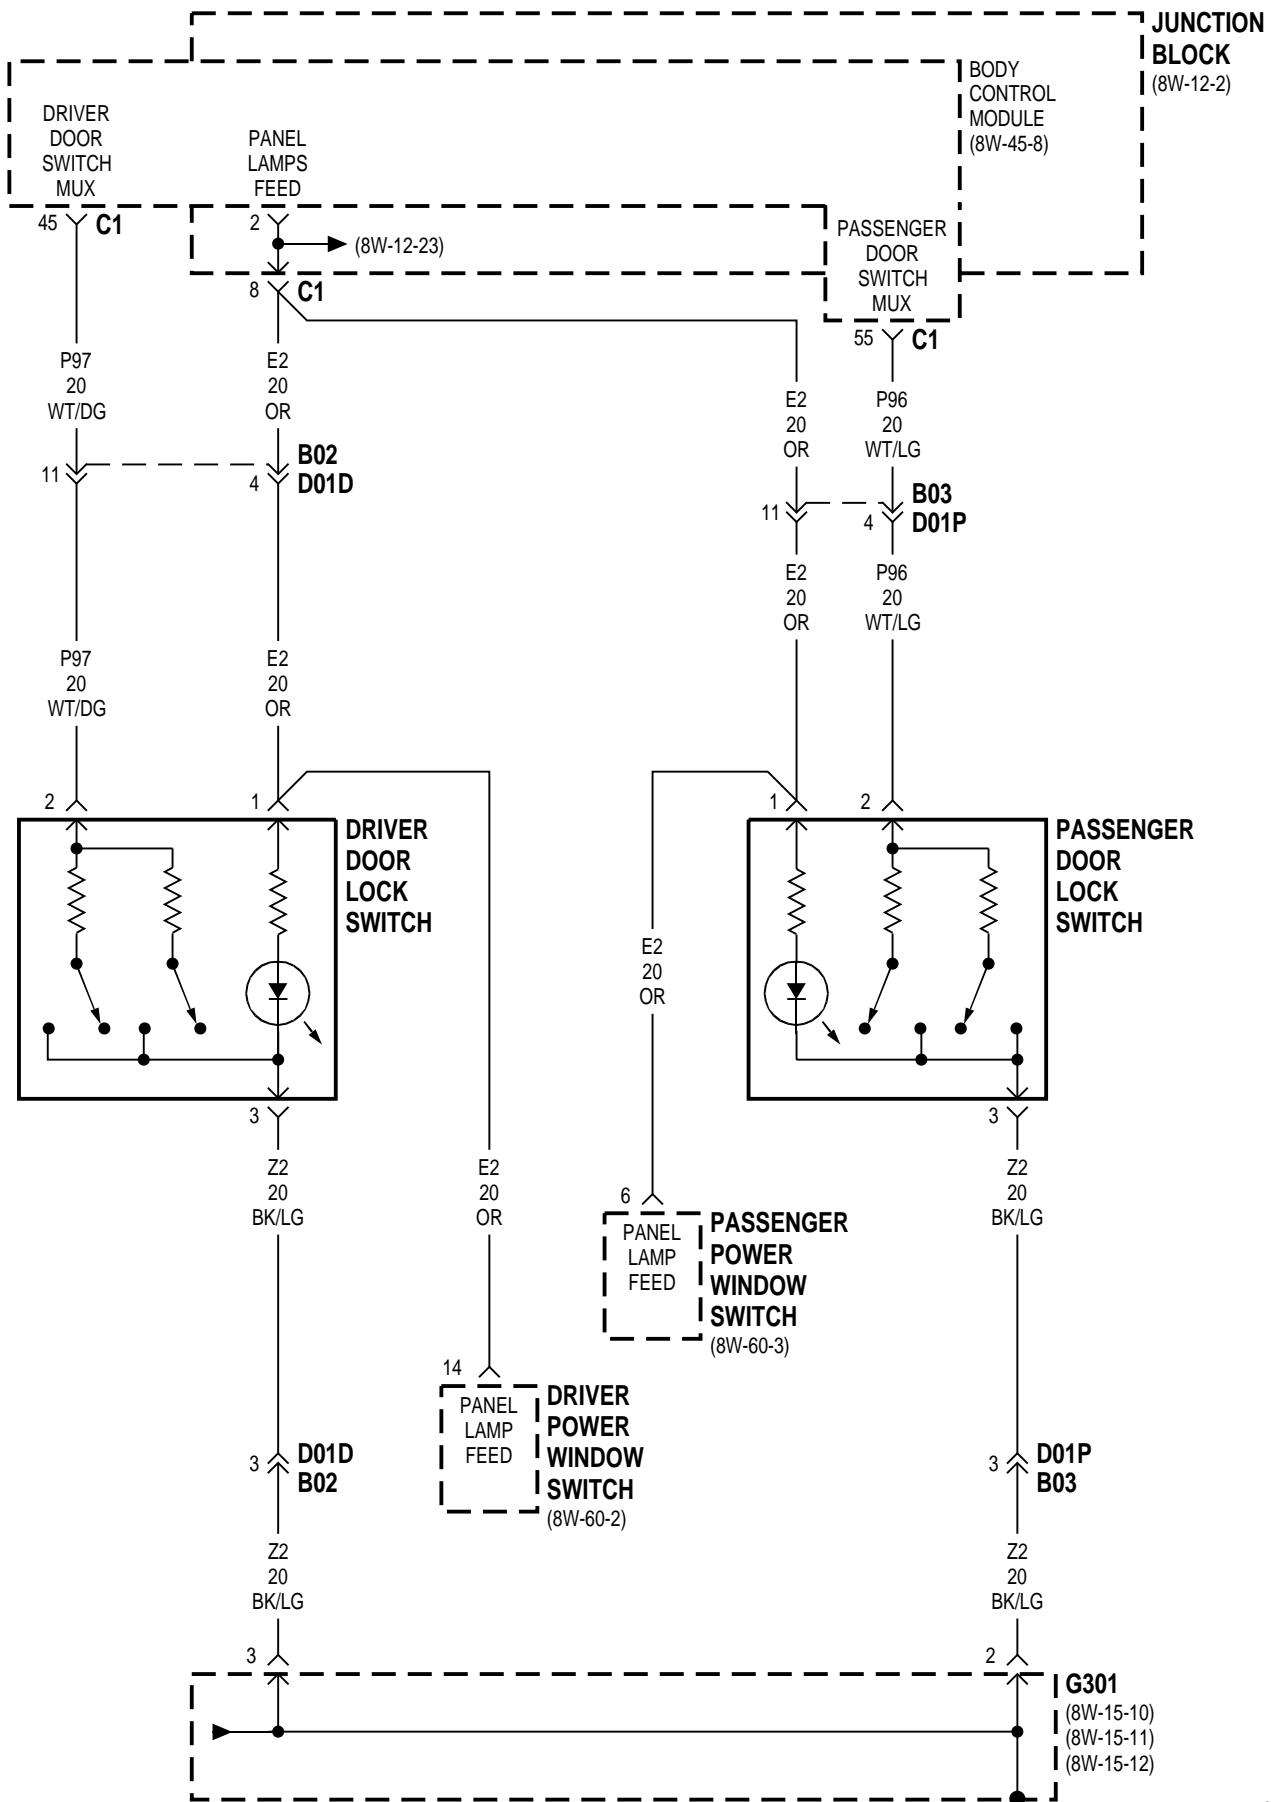 JUNCTION
BLOCK
(8W-12-2)
BODY
CONTROL
MODULE
(8W-45-8)
DRIVER
DOOR
SWITCH
MUX
PANEL
LAMPS
FEED
45
C1
2
(8W-12-23)
PASSENGER
DOOR
SWITCH
MUX
8
C1
55
C1
P97
20
WT/DG
E2
20
OR
E2
20
OR
P96
20
WT/LG
11
4
B02
D01D
11
4
B03
D01P
E2
20
OR
P96
20
WT/LG
P97
20
WT/DG
E2
20
OR
2
1
1
2
DRIVER
DOOR
LOCK
SWITCH
PASSENGER
DOOR
LOCK
SWITCH
E2
20
OR
3
3
Z2
20
BK/LG
E2
20
OR
Z2
20
BK/LG
6
PANEL
LAMP
FEED
PASSENGER
POWER
WINDOW
SWITCH
(8W-60-3)
14
PANEL
LAMP
FEED
DRIVER
POWER
WINDOW
SWITCH
(8W-60-2)
3
D01D
B02
3
D01P
B03
Z2
20
BK/LG
Z2
20
BK/LG
3
2
G301
(8W-15-10)
(8W-15-11)
(8W-15-12)